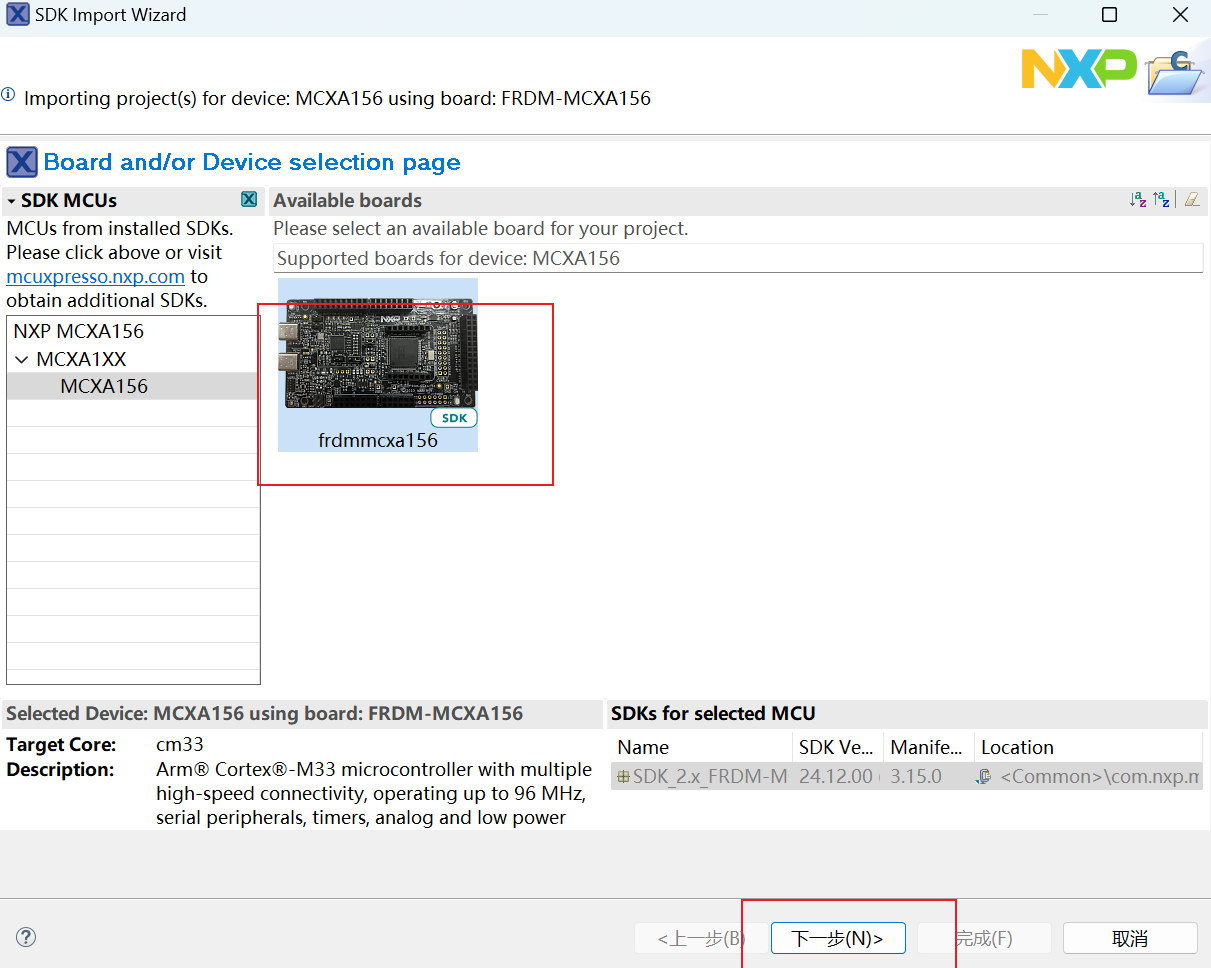 SDK Import Wizard
NXP
Importing project(s) for device: MCXA156 using board: FRDM-MCXA156
Board and/or Device selection page
SDK MCUs
MCUs from installed SDKs.
Please click above or visit
mcuxpresso.nxp.com to
obtain additional SDKs.
NXP MCXA156
MCXA1XX
MCXA156
Available boards
Please select an available board for your project.
Supported boards for device: MCXA156
NXP
SDK
frdmmcxa156
Selected Device: MCXA156 using board: FRDM-MCXA156
Target Core: cm33
Description: Arm® Cortex®-M33 microcontroller with multiple
high-speed connectivity, operating up to 96 MHz,
serial peripherals, timers, analog and low power
SDKs for selected MCU
Name SDK Ve... Manife... Location
SDK_2.x_FRDM-M 24.12.00 3.15.0 <Common>\com.nxp.m
<上一步(B) 下一步(N)> 完成(F) 取消